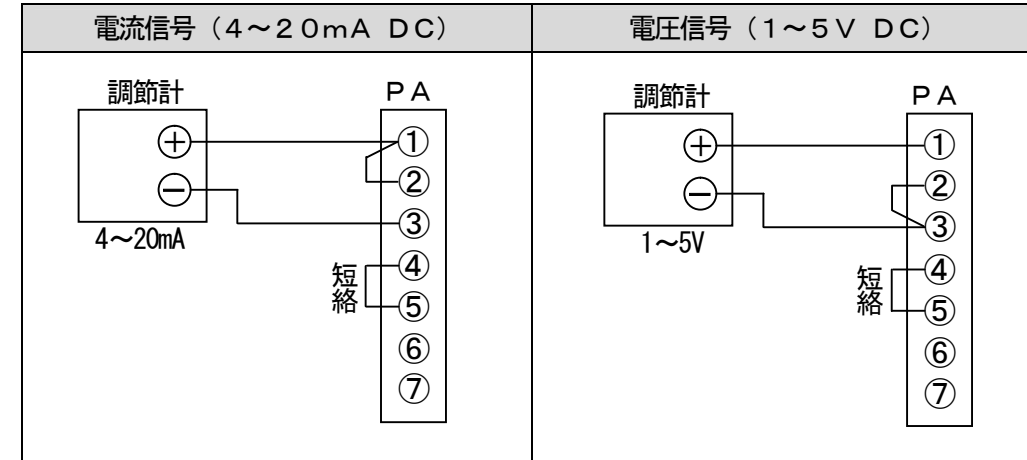 電流信号（4～20mA DC）
電圧信号（1～5V DC）
調節計
PA
＋
－
4～20mA
①
②
③
④
⑤
⑥
⑦
短絡
調節計
PA
＋
－
1～5V
①
②
③
④
⑤
⑥
⑦
短絡